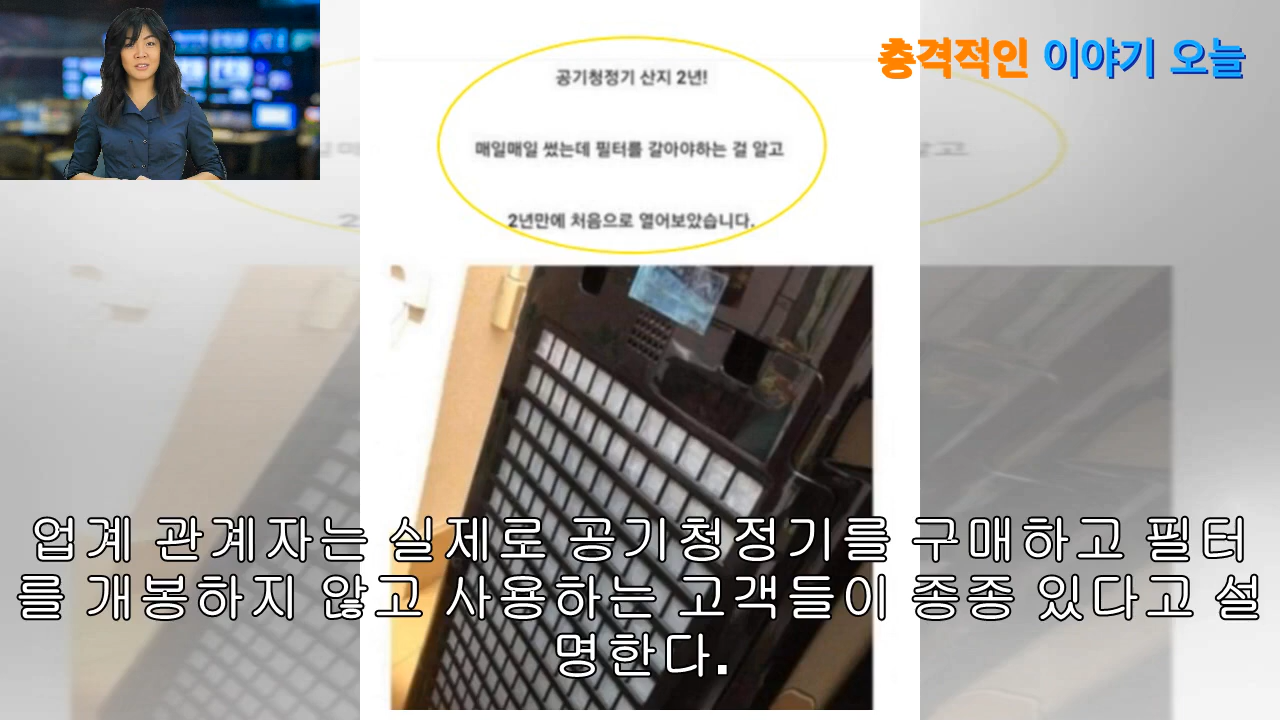 충격적인 이야기 오늘
공기청정기 산지 2년!
매일매일 썼는데 필터를 갈아야하는 걸 알고
2년만에 처음으로 열어보았습니다.
업계 관계자는 실제로 공기청정기를 구매하고 필터
를 개봉하지 않고 사용하는 고객들이 종종 있다고 설
명한다.